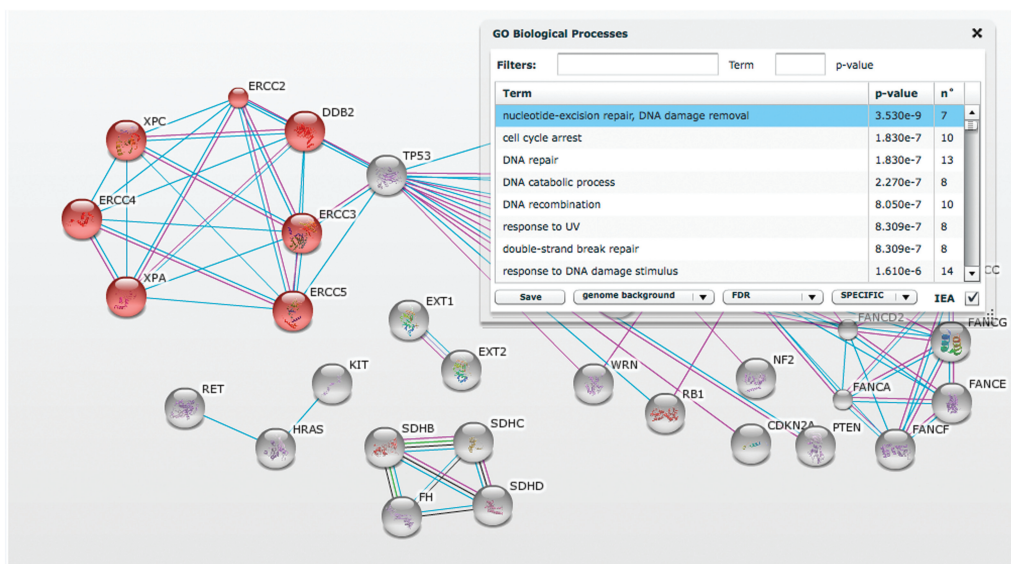 GO Biological Processes
Filters: Term p-value
Term p-value n°
nucleotide-excision repair, DNA damage removal 3.530e-9 7
cell cycle arrest 1.830e-7 10
DNA repair 1.830e-7 13
DNA catabolic process 2.270e-7 8
DNA recombination 8.050e-7 10
response to UV 8.309e-7 8
double-strand break repair 8.309e-7 8
response to DNA damage stimulus 1.610e-6 14
Save genome background FDR SPECIFIC IEA
ERCC2
DDB2
XPC
TP53
ERCC4
ERCC3
XPA
ERCC5
EXT1
EXT2
FANCD2
FANCG
KIT
WRN
NF2
RET
RB1
FANCA
FANCE
HRAS
SDHB
SDHC
CDKN2A
PTEN
FANCF
FH
SDHD